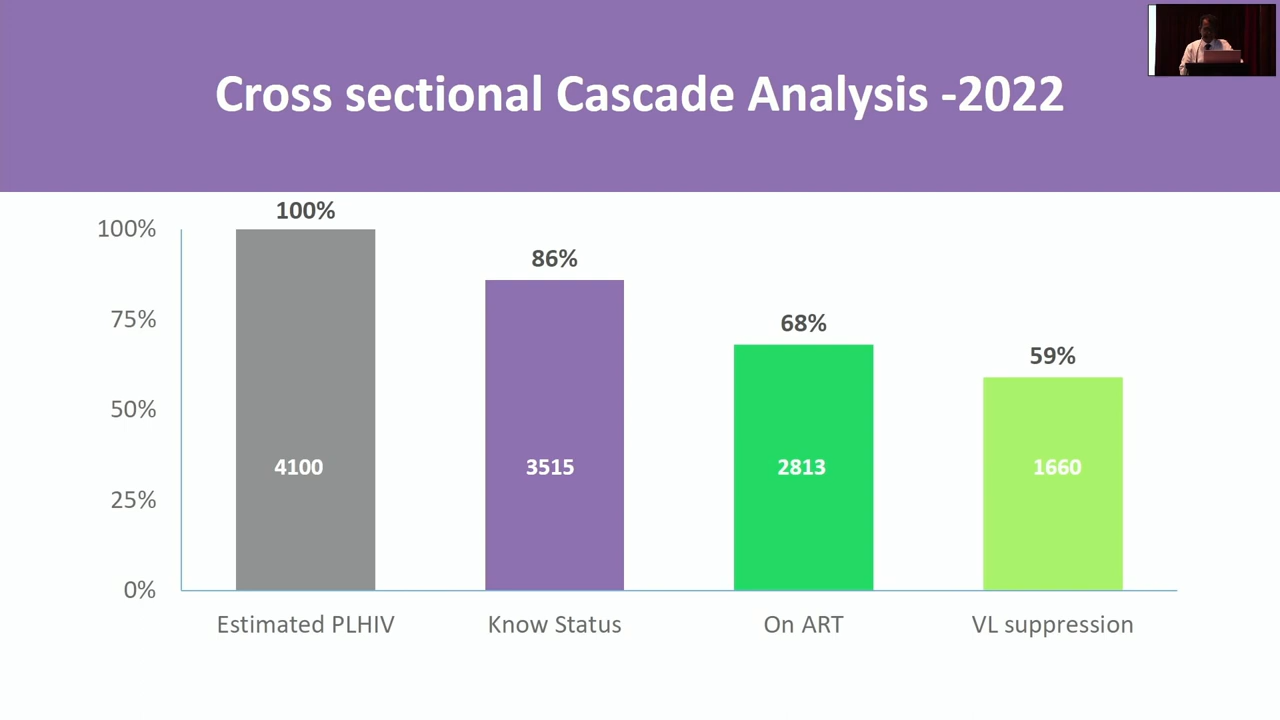 Cross sectional Cascade Analysis -2022
100%
100%
86%
75%
68%
59%
50%
4100
3515
2813
1660
25%
0%
Estimated PLHIV
Know Status
On ART
VL suppression